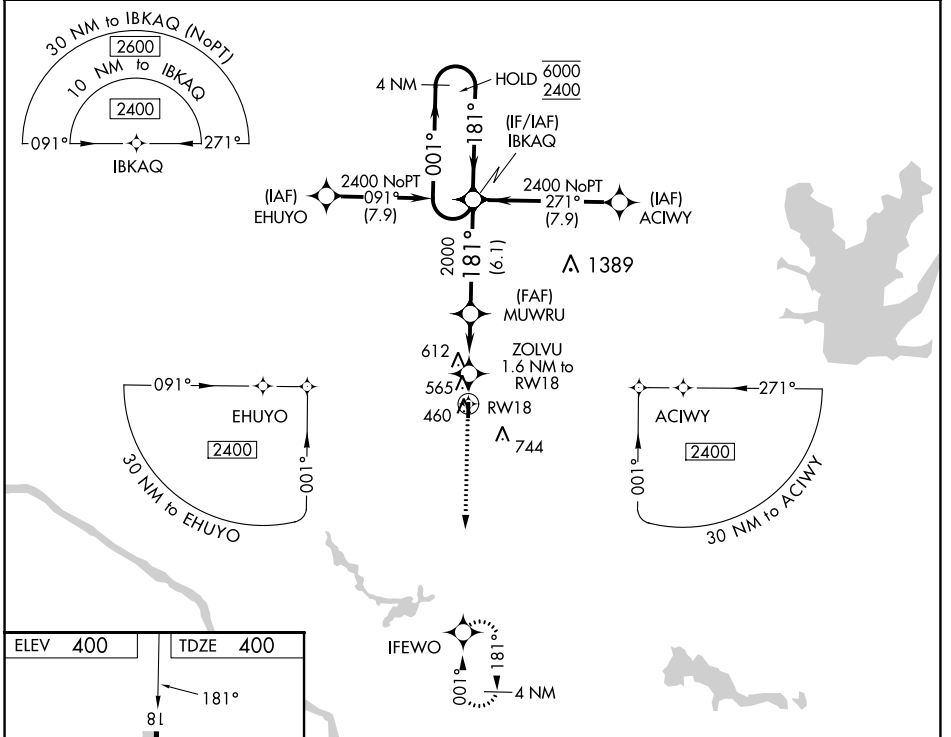 30 NM to IBKAQ (NoPT)
2600
10 NM to IBKAQ
2400
091°
271°
IBKAQ
4 NM
HOLD 6000
2400
001°
181°
(IF/IAF)
IBKAQ
(IAF)
EHUYO
2400 NoPT
091°
(7.9)
2400 NoPT
271°
(7.9)
(IAF)
ACIWY
2000
181°
(6.1)
1389
(FAF)
MUWRU
612
ZOLVU
1.6 NM to
RW18
565
460
RW18
744
091°
EHUYO
2400
001°
30 NM to EHUYO
271°
ACIWY
2400
001°
30 NM to ACIWY
IFEWO
001°
181°
4 NM
ELEV 400
TDZE 400
181°
18